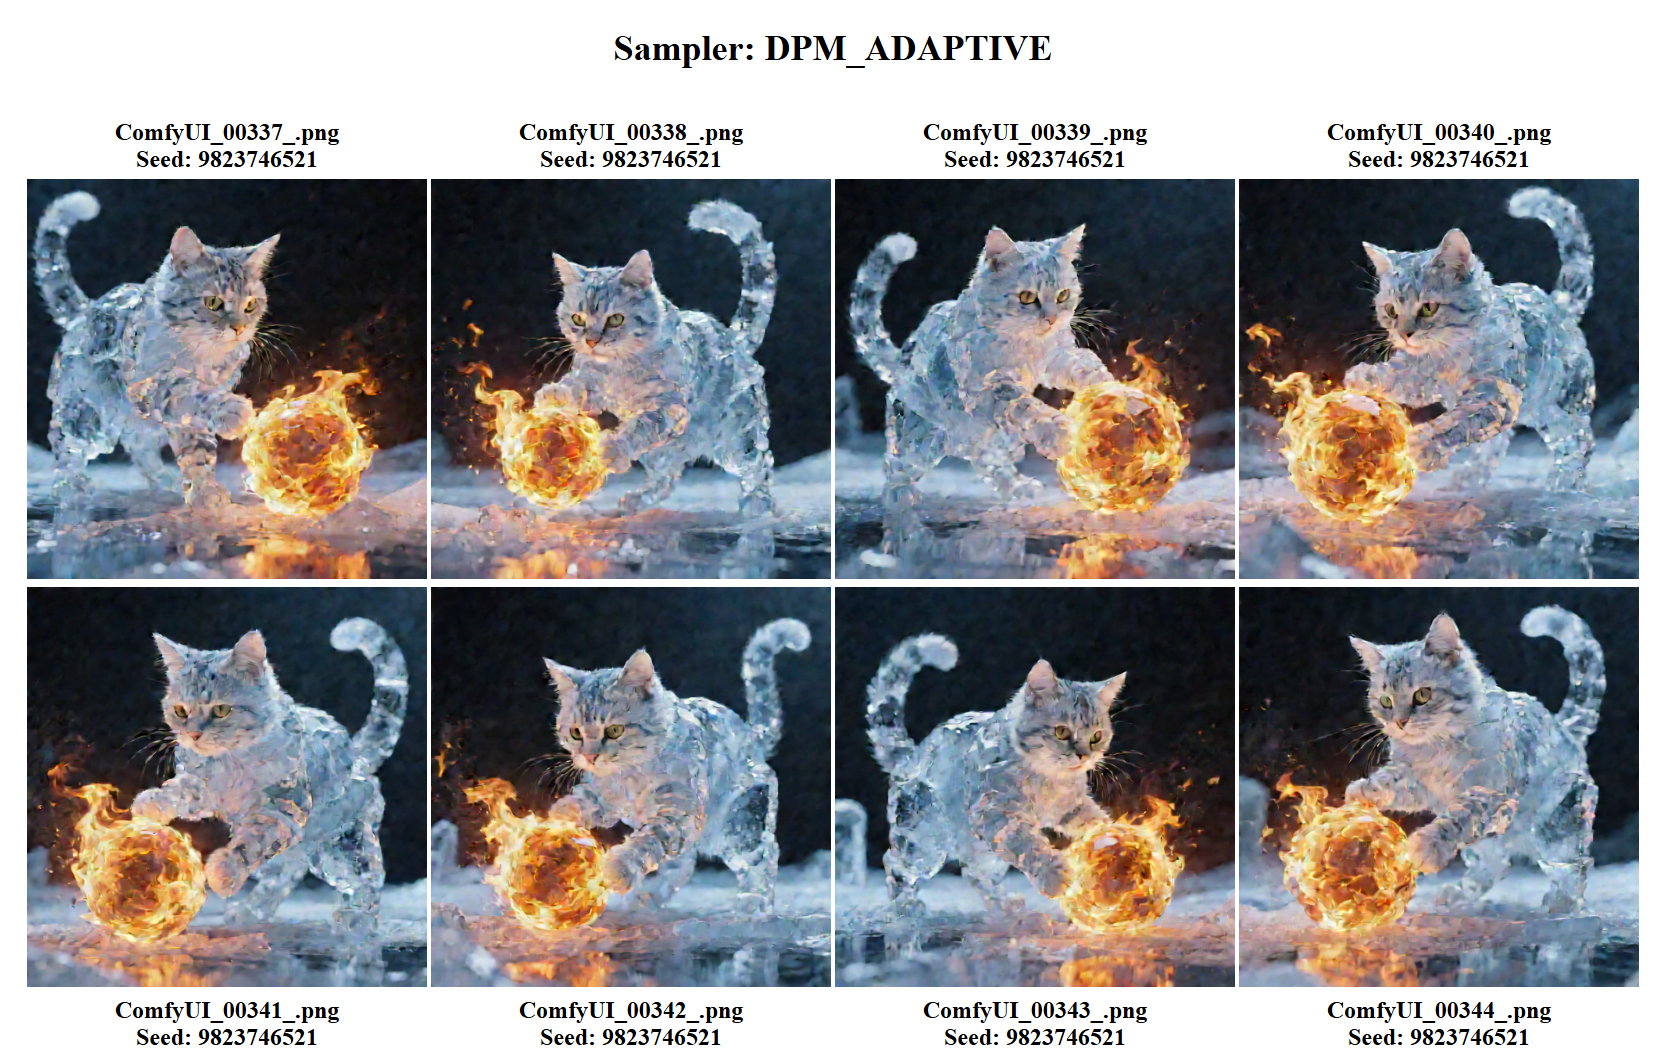 Sampler: DPM_ADAPTIVE
ComfyUI_00337_.png
Seed: 9823746521
ComfyUI_00338_.png
Seed: 9823746521
ComfyUI_00339_.png
Seed: 9823746521
ComfyUI_00340_.png
Seed: 9823746521
ComfyUI_00341_.png
Seed: 9823746521
ComfyUI_00342_.png
Seed: 9823746521
ComfyUI_00343_.png
Seed: 9823746521
ComfyUI_00344_.png
Seed: 9823746521